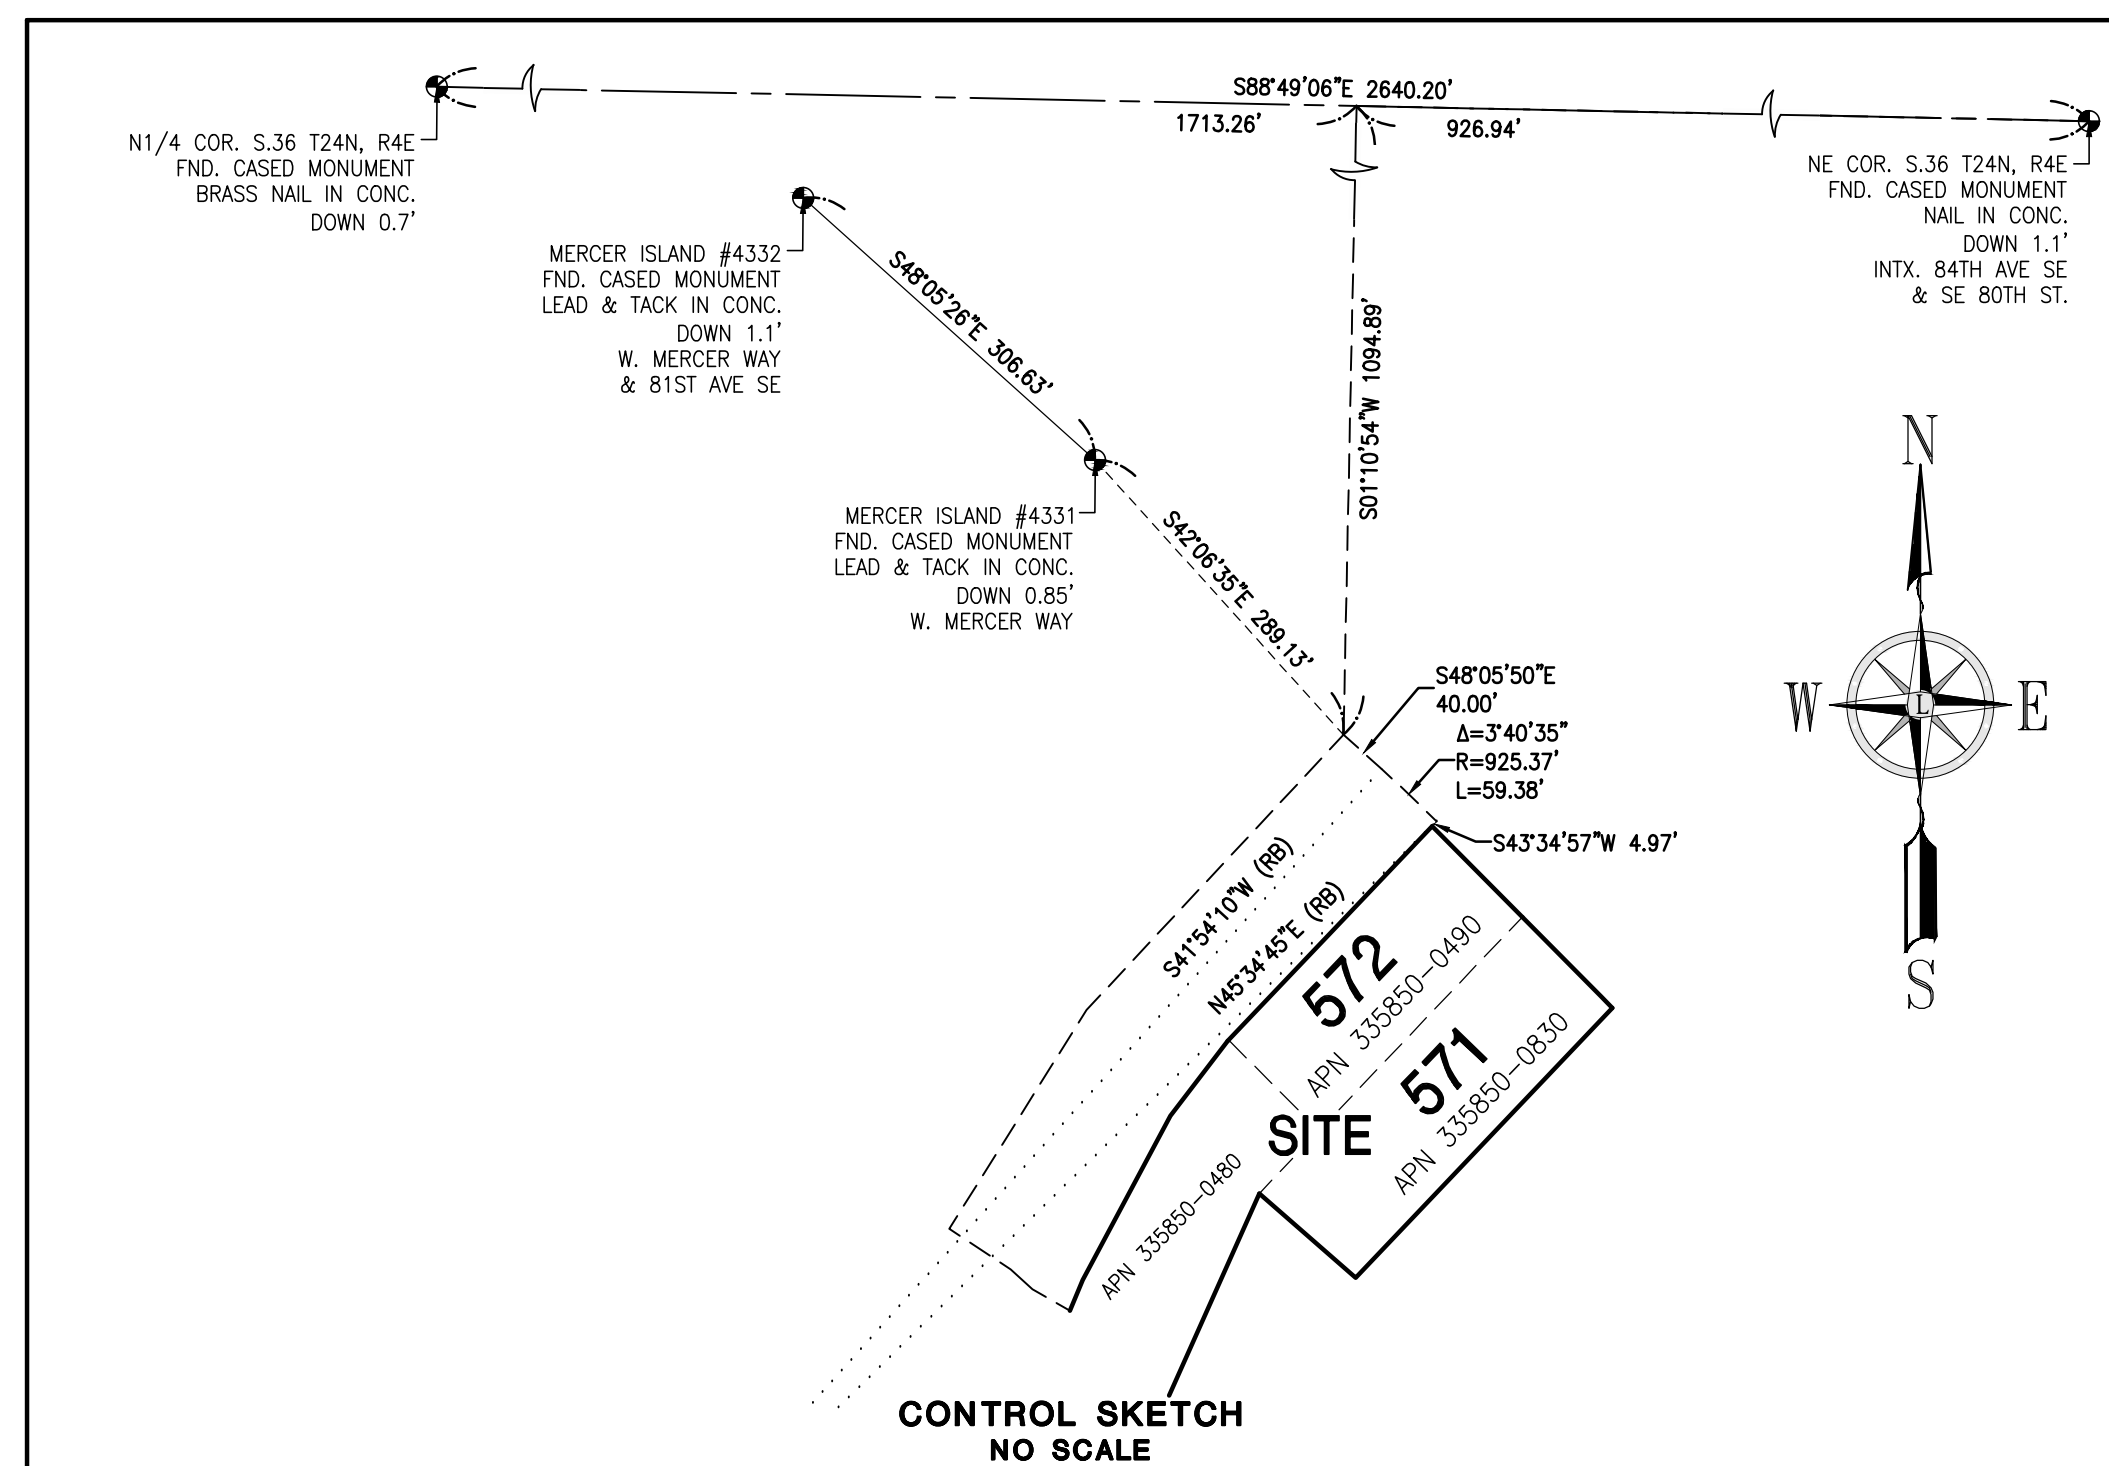 S88°49'06"E 2640.20'
1713.26'
926.94'
N1/4 COR. S.36 T24N, R4E
FND. CASED MONUMENT
BRASS NAIL IN CONC.
DOWN 0.7'
NE COR. S.36 T24N, R4E
FND. CASED MONUMENT
NAIL IN CONC.
DOWN 1.1'
INTX. 84TH AVE SE
& SE 80TH ST.
MERCER ISLAND #4332
FND. CASED MONUMENT
LEAD & TACK IN CONC.
DOWN 1.1'
W. MERCER WAY
& 81ST AVE SE
S48°05'26"E 306.63'
S01°10'54"W 1094.89'
MERCER ISLAND #4331
FND. CASED MONUMENT
LEAD & TACK IN CONC.
DOWN 0.85'
W. MERCER WAY
S42°06'35"E 289.13'
N
W
L
E
S
S48°05'50"E
40.00'
Δ=3°40'35"
R=925.37'
L=59.38'
S43°34'57"W 4.97'
S41°54'10"W (RB)
N45°34'45"E (RB)
572
APN 335850-0490
571
APN 335850-0830
SITE
APN 335850-0480
CONTROL SKETCH
NO SCALE